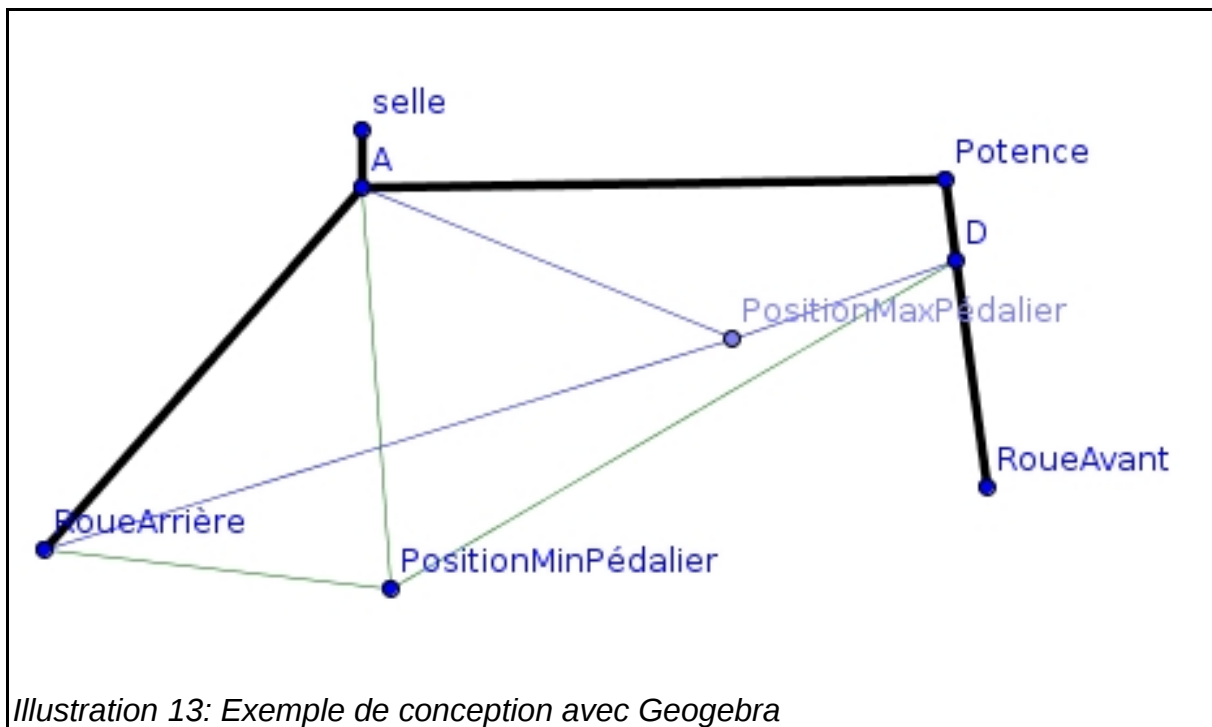 selle
A
Potence
D
PositionMaxPédalier
RoueAvant
RoueArrière
PositionMinPédalier
Illustration 13: Exemple de conception avec Geogebra